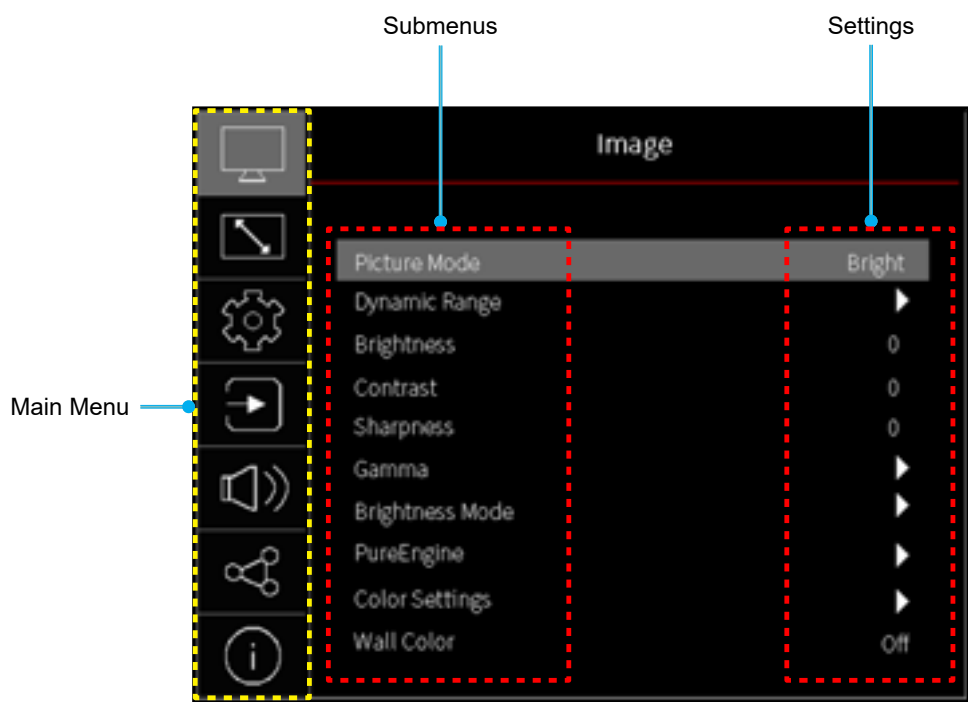 Submenus Settings
Image
Picture Mode Bright
Dynamic Range
Brightness 0
Contrast 0
Main Menu
Sharpness 0
Gamma
Brightness Mode
PureEngine
Color Settings
Wall Color Off